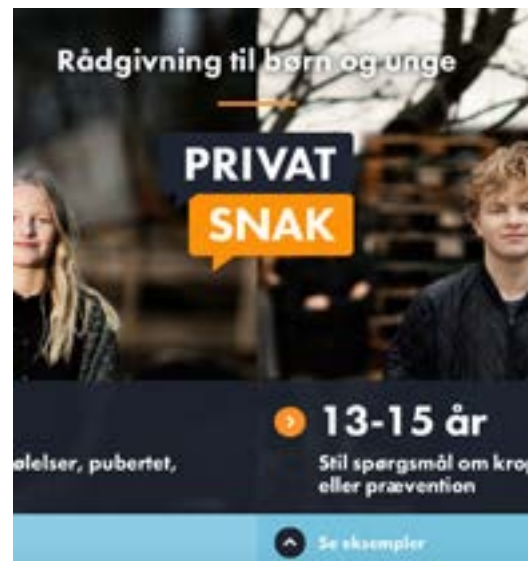 Rådgivning til børn og unge
PRIVAT
SNAK
13-15 år
ølelser, pubertet,
Stil spørgsmål om krop
eller prævention
Se eksempler